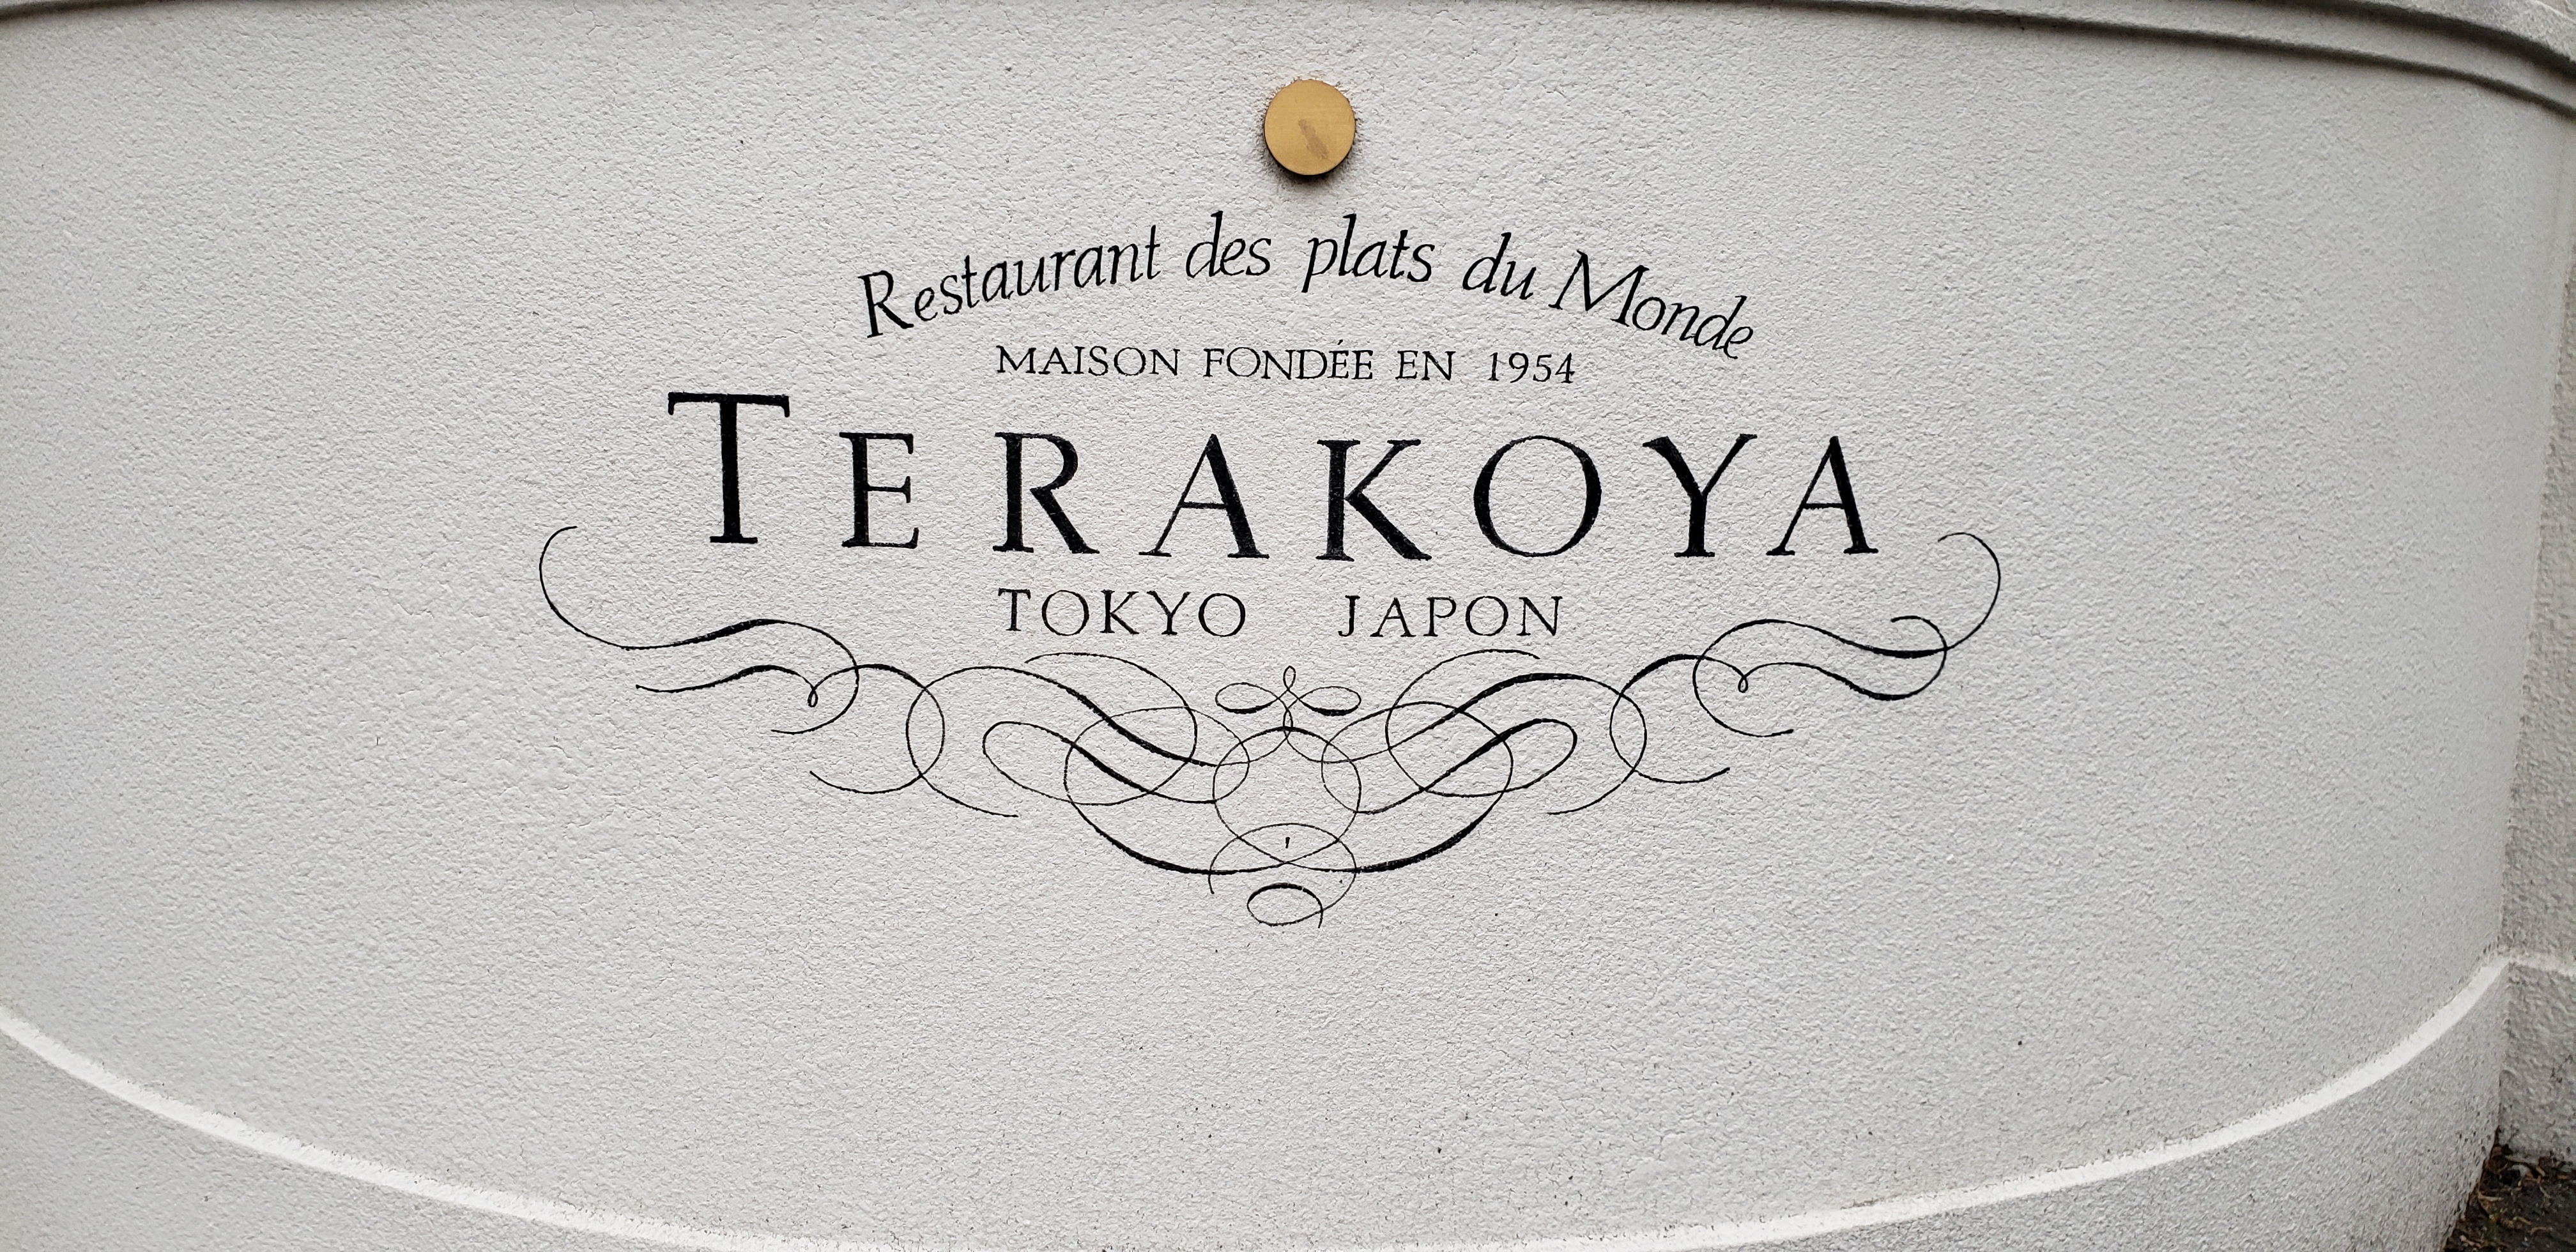 Restaurant des plats du Monde
MAISON FONDÉE EN 1954
TERAKOYA
TOKYO JAPON